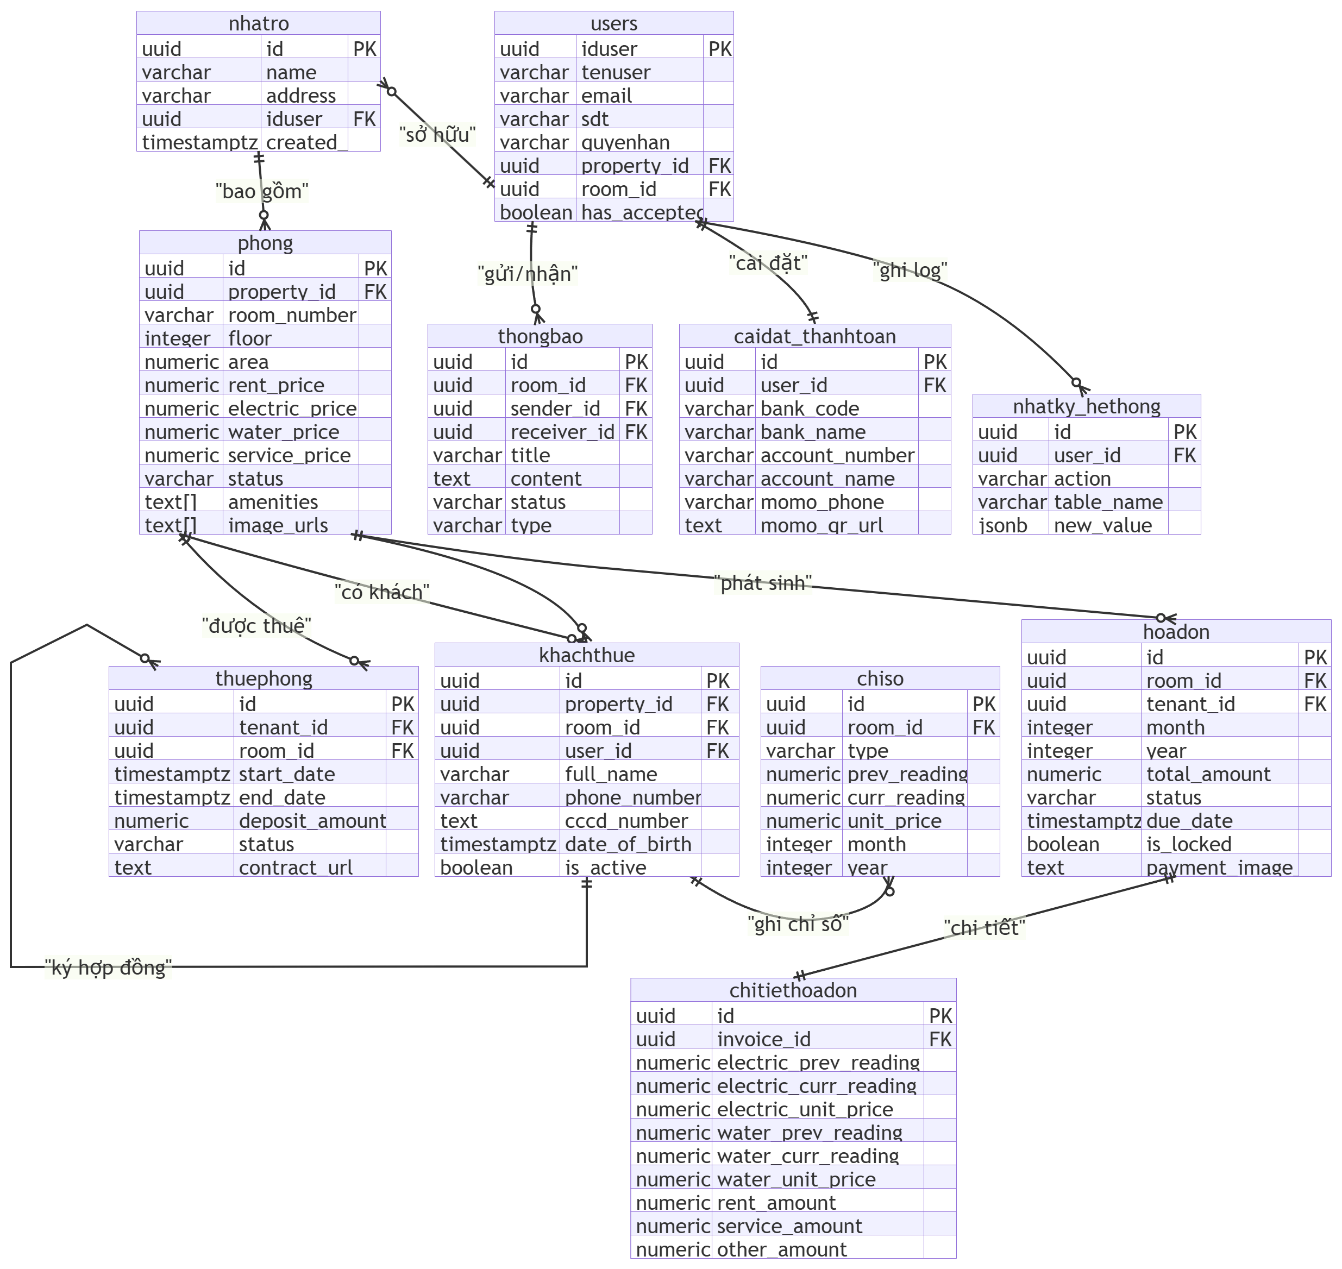 nhatro
uuid id PK
varchar name
varchar address
uuid iduser FK
timestamptz created_
users
uuid iduser PK
varchar tenuser
varchar email
varchar sdt
varchar quyenhan
uuid property_id FK
uuid room_id FK
boolean has_accepted
"sở hữu"
"bao gồm"
phong
uuid id PK
uuid property_id FK
varchar room_number
integer floor
numeric area
numeric rent_price
numeric electric_price
numeric water_price
numeric service_price
varchar status
text[] amenities
text[] image_urls
"gửi/nhận"
"cài đặt"
"ghi log"
thongbao
uuid id PK
uuid room_id FK
uuid sender_id FK
uuid receiver_id FK
varchar title
text content
varchar status
varchar type
caidat_thanhtoan
uuid id PK
uuid user_id FK
varchar bank_code
varchar bank_name
varchar account_number
varchar account_name
varchar momo_phone
text momo_qr_url
nhatky_hethong
uuid id PK
uuid user_id FK
varchar action
varchar table_name
jsonb new_value
"có khách"
"phát sinh"
"được thuê"
thuephong
uuid id PK
uuid tenant_id FK
uuid room_id FK
timestamptz start_date
timestamptz end_date
numeric deposit_amount
varchar status
text contract_url
khachthue
uuid id PK
uuid property_id FK
uuid room_id FK
uuid user_id FK
varchar full_name
varchar phone_number
text cccd_number
timestamptz date_of_birth
boolean is_active
chiso
uuid id PK
uuid room_id FK
varchar type
numeric prev_reading
numeric curr_reading
numeric unit_price
integer month
integer year
hoadon
uuid id PK
uuid room_id FK
uuid tenant_id FK
integer month
integer year
numeric total_amount
varchar status
timestamptz due_date
boolean is_locked
text payment_image
"ghi chỉ số"
"chi tiết"
"ký hợp đồng"
chitiethoadon
uuid id PK
uuid invoice_id FK
numeric electric_prev_reading
numeric electric_curr_reading
numeric electric_unit_price
numeric water_prev_reading
numeric water_curr_reading
numeric water_unit_price
numeric rent_amount
numeric service_amount
numeric other_amount